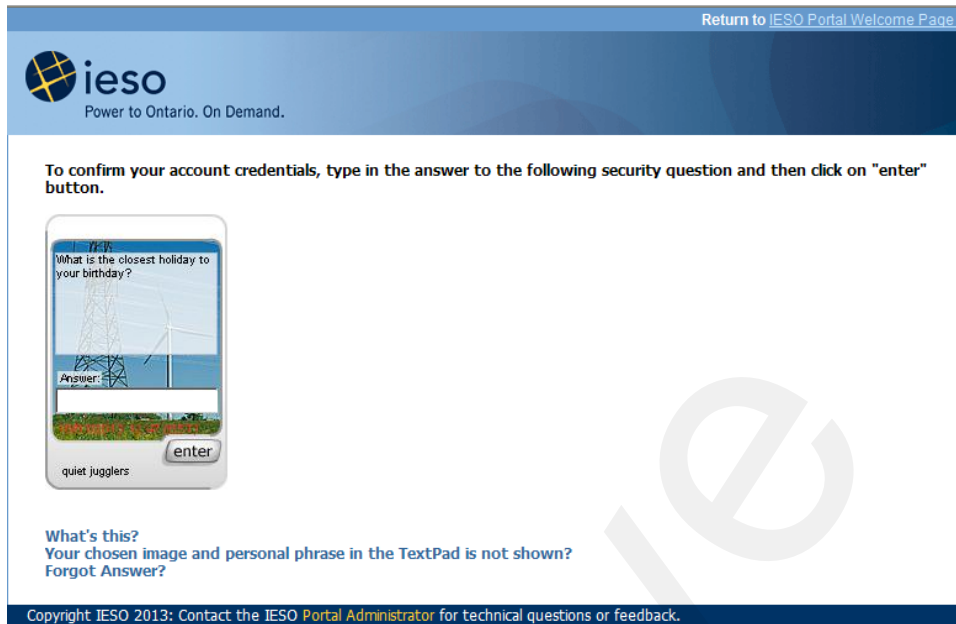 Return to IESO Portal Welcome Page
ieso
Power to Ontario. On Demand.
To confirm your account credentials, type in the answer to the following security question and then click on "enter"
button.
What is the closest holiday to
your birthday?
Answer:
enter
quiet jugglers
What's this?
Your chosen image and personal phrase in the TextPad is not shown?
Forgot Answer?
Copyright IESO 2013: Contact the IESO Portal Administrator for technical questions or feedback.